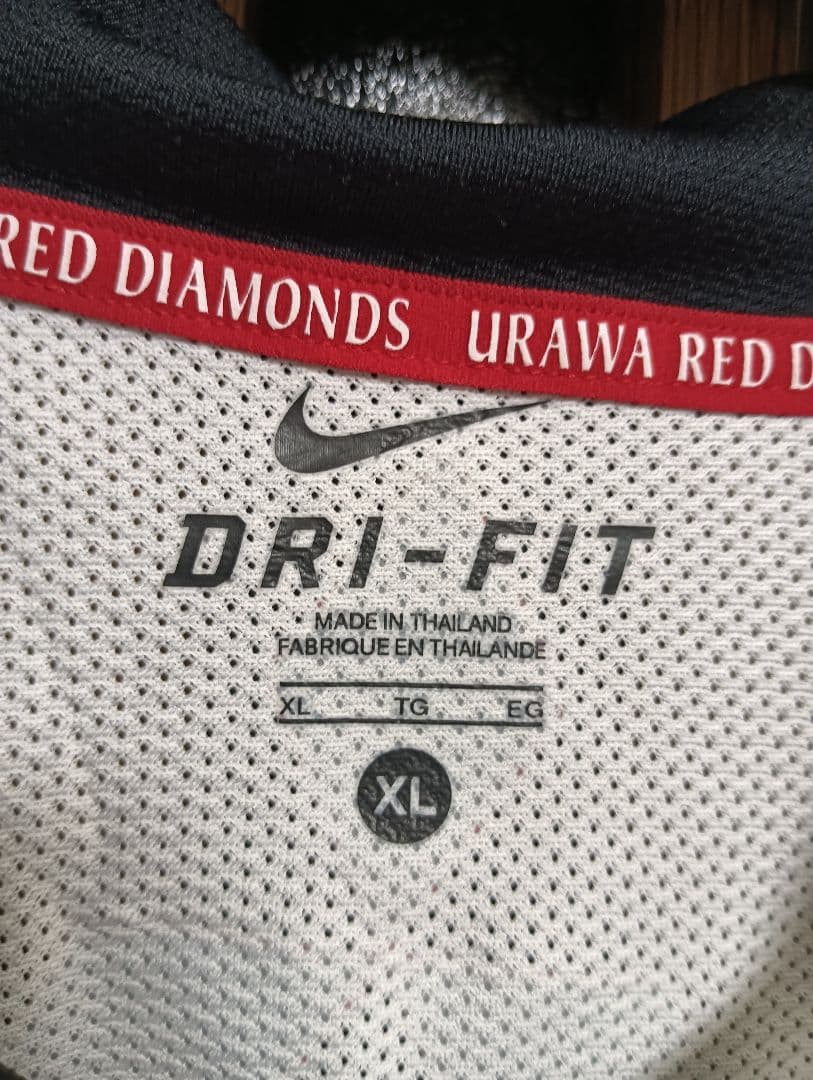 RED DIAMONDS URAWA RED D
DRI-FIT
MADE IN THAILAND
FABRIQUE EN THAILANDE
XL TG EG
XL